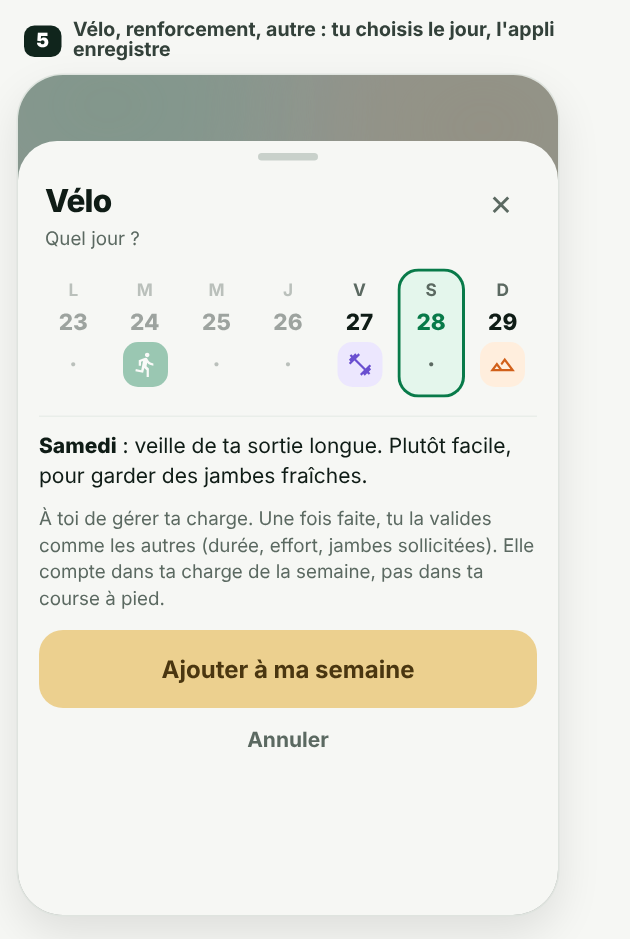 5
Vélo, renforcement, autre : tu choisis le jour, l'appli
enregistre
Vélo
Quel jour ?
L M M J V S D
23 24 25 26 27 28 29
Samedi : veille de ta sortie longue. Plutôt facile,
pour garder des jambes fraîches.
À toi de gérer ta charge. Une fois faite, tu la valides
comme les autres (durée, effort, jambes sollicitées). Elle
compte dans ta charge de la semaine, pas dans ta
course à pied.
Ajouter à ma semaine
Annuler